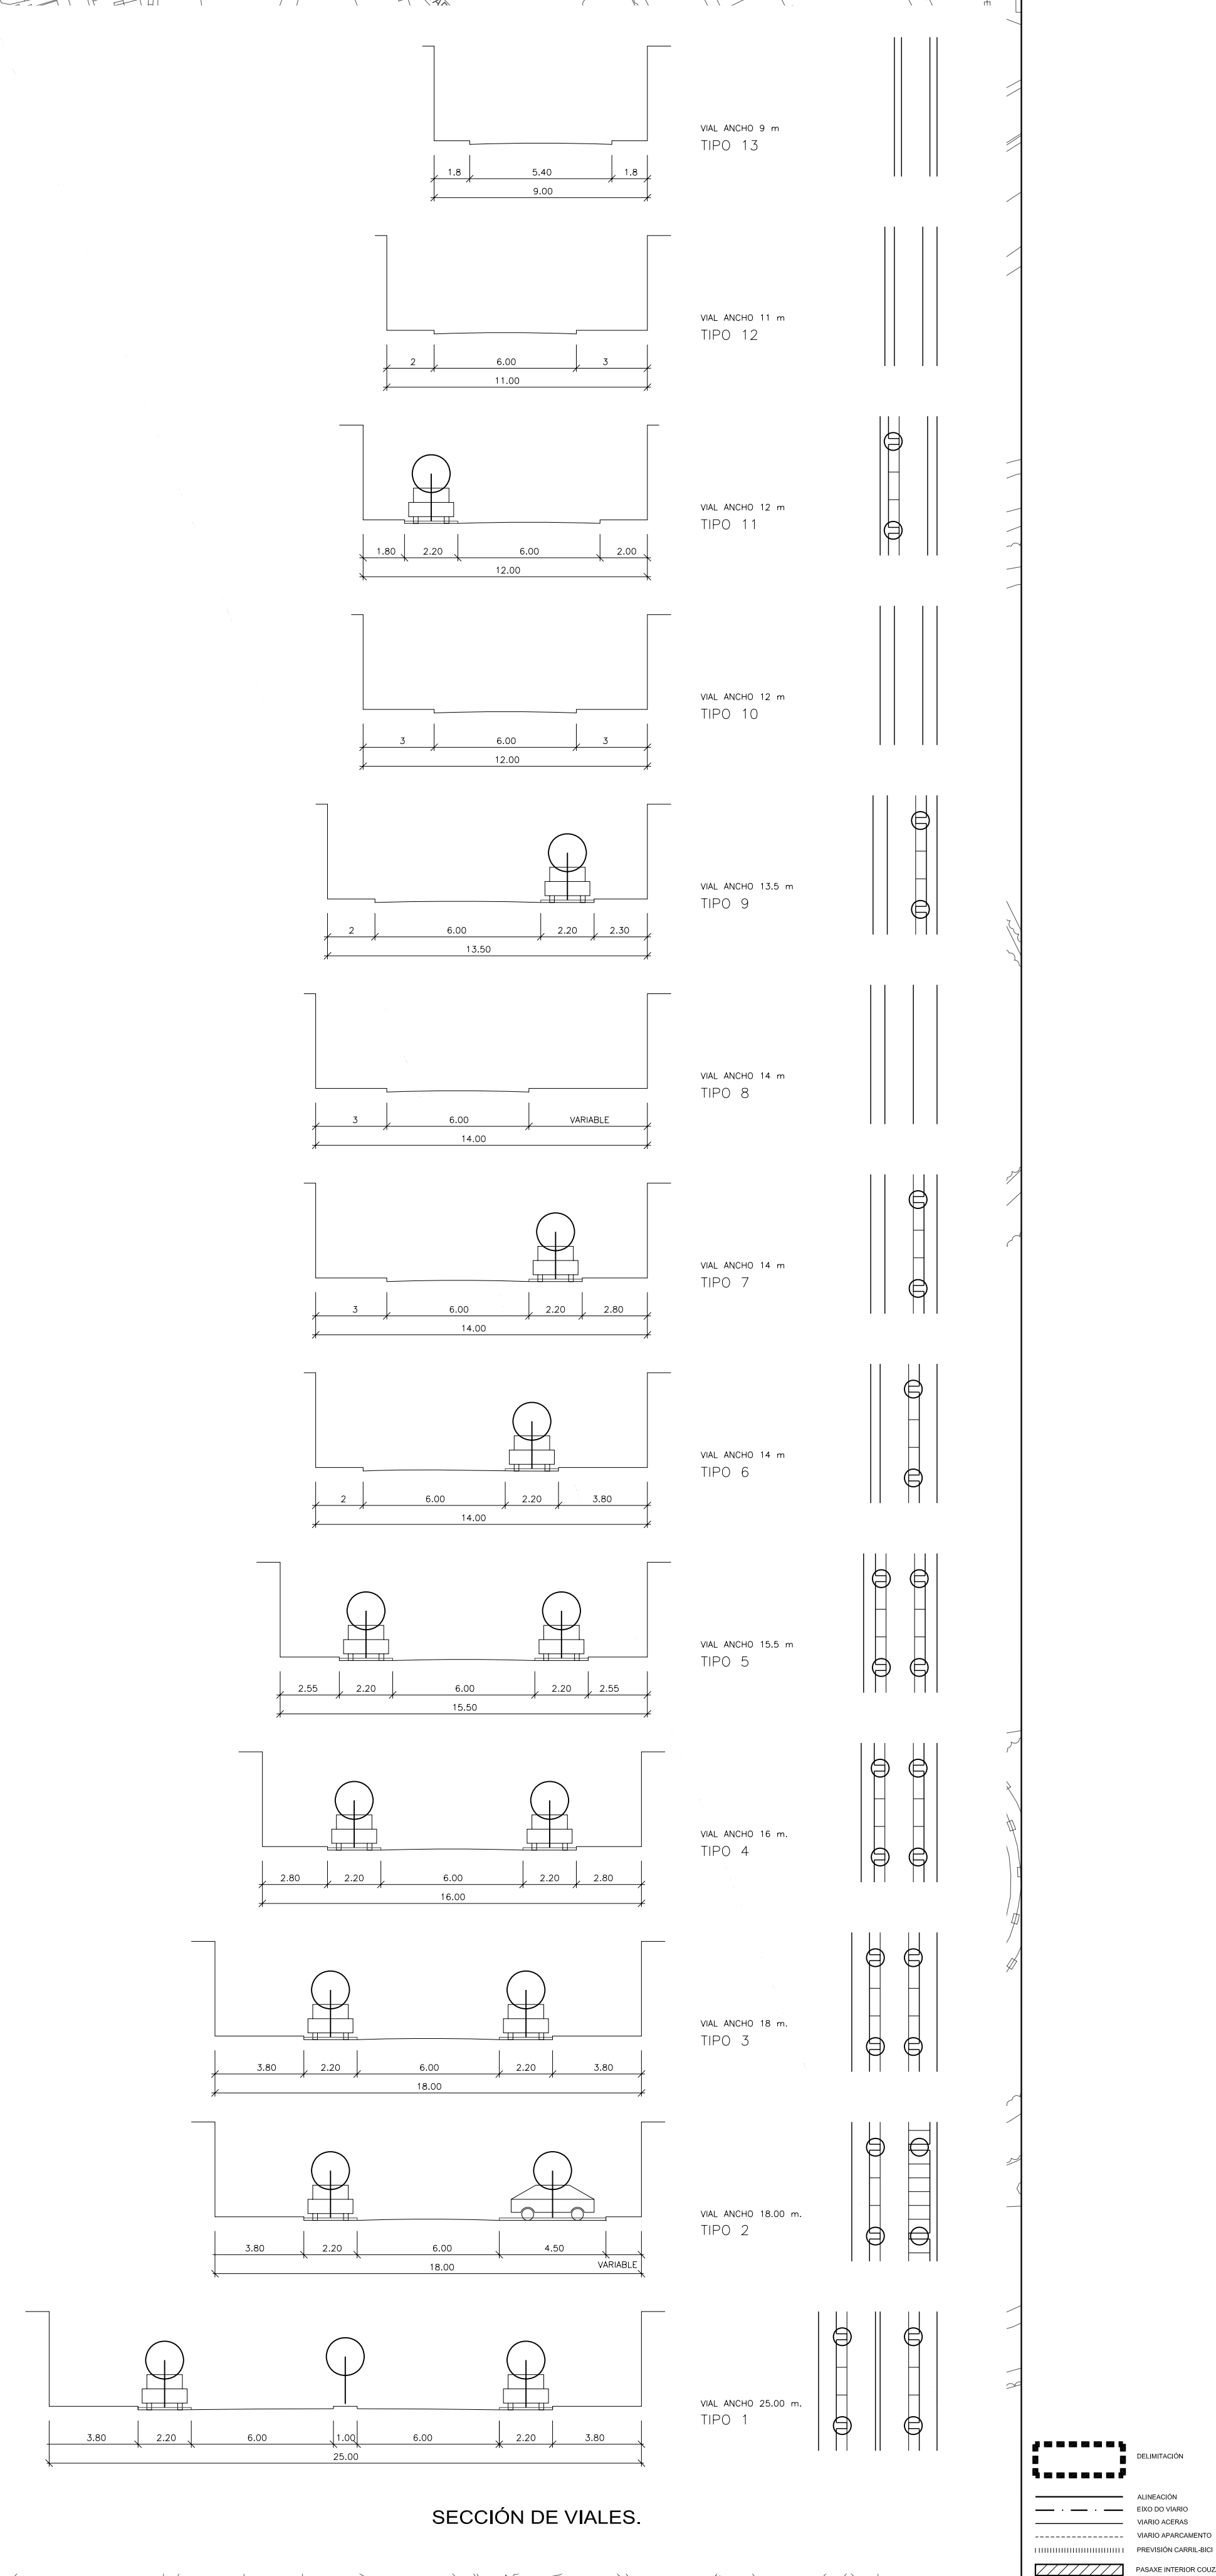 VIAL ANCHO 9 m
TIPO 13
1.8 5.40 1.8
9.00
VIAL ANCHO 11 m
TIPO 12
2 6.00 3
11.00
VIAL ANCHO 12 m
TIPO 11
1.80 2.20 6.00 2.00
12.00
VIAL ANCHO 12 m
TIPO 10
3 6.00 3
12.00
VIAL ANCHO 13.5 m
TIPO 9
2 6.00 2.20 2.30
13.50
VIAL ANCHO 14 m
TIPO 8
3 6.00 VARIABLE
14.00
VIAL ANCHO 14 m
TIPO 7
3 6.00 2.20 2.80
14.00
VIAL ANCHO 14 m
TIPO 6
2 6.00 2.20 3.80
14.00
VIAL ANCHO 15.5 m
TIPO 5
2.55 2.20 6.00 2.20 2.55
15.50
VIAL ANCHO 16 m.
TIPO 4
2.80 2.20 6.00 2.20 2.80
16.00
VIAL ANCHO 18 m.
TIPO 3
3.80 2.20 6.00 2.20 3.80
18.00
VIAL ANCHO 18.00 m.
TIPO 2
3.80 2.20 6.00 4.50
VARIABLE
18.00
VIAL ANCHO 25.00 m.
TIPO 1
3.80 2.20 6.00 1.00 6.00 2.20 3.80
25.00
SECCIÓN DE VIALES.
DELIMITACIÓN
ALINEACIÓN
EIXO DO VIARIO
VIARIO ACERAS
VIARIO APARCAMENTO
PREVISIÓN CARRIL-BICI
PASAXE INTERIOR